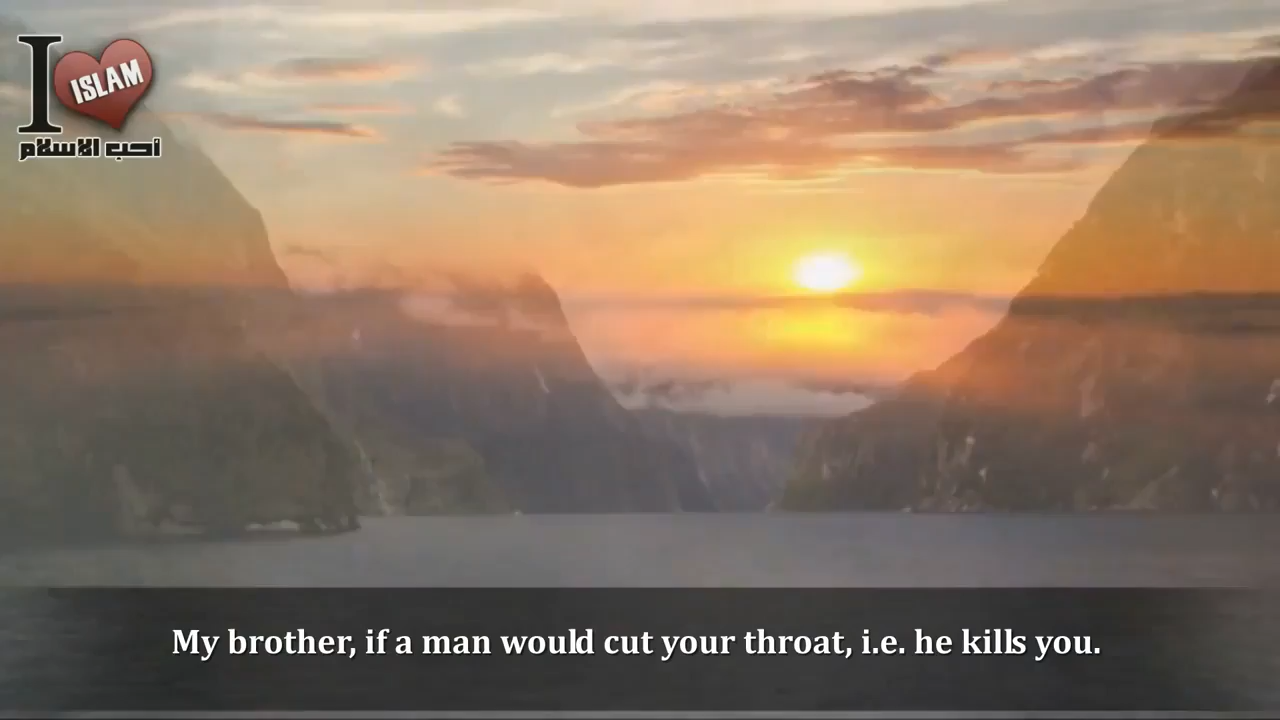 I ISLAM
أحب الاسلام
My brother, if a man would cut your throat, i.e. he kills you.